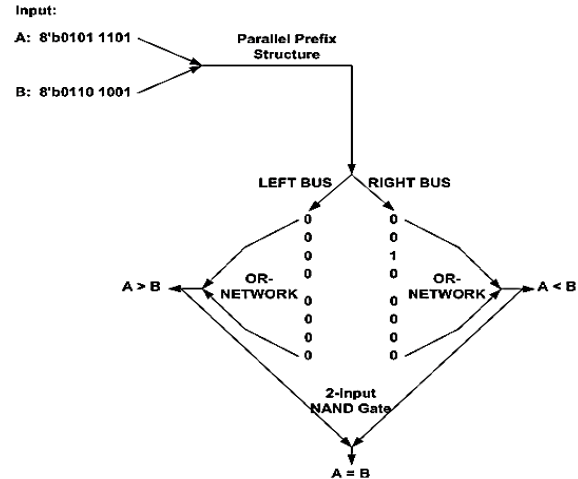 Input:
A: 8'b0101 1101
B: 8'b0110 1001
Parallel Prefix
Structure
LEFT BUS
RIGHT BUS
0 0
0 0
0 1
0 0
0 0
0 0
0 0
0 0
OR-
NETWORK
OR-
NETWORK
A > B
A < B
2-Input
NAND Gate
A = B